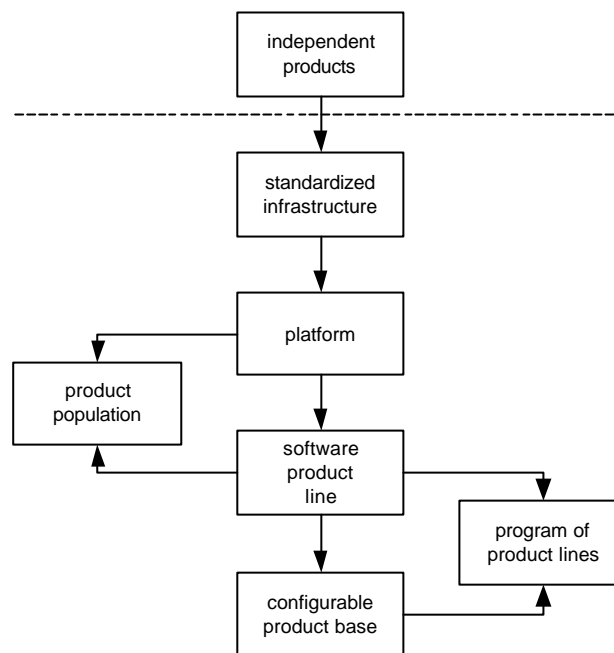 independent
products
standardized
infrastructure
platform
product
population
software
product
line
program of
product lines
configurable
product base